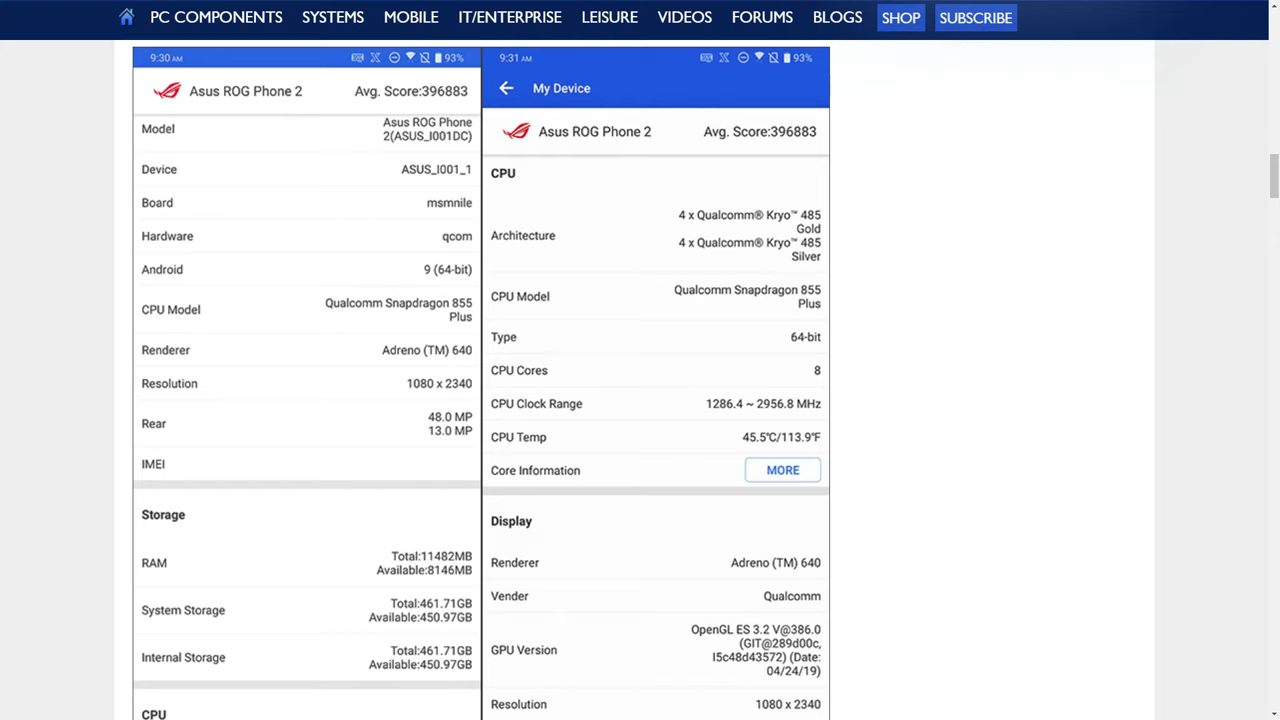 PC COMPONENTS SYSTEMS MOBILE IT/ENTERPRISE LEISURE VIDEOS FORUMS BLOGS SHOP SUBSCRIBE
9:30 AM 93%
Asus ROG Phone 2 Avg. Score:396883
Model Asus ROG Phone
2(ASUS_I001DC)
Device ASUS_I001_1
Board msmnile
Hardware qcom
Android 9 (64-bit)
CPU Model Qualcomm Snapdragon 855
Plus
Renderer Adreno (TM) 640
Resolution 1080 x 2340
Rear 48.0 MP
13.0 MP
IMEI
Storage
RAM Total:11482MB
Available:8146MB
System Storage Total:461.71GB
Available:450.97GB
Internal Storage Total:461.71GB
Available:450.97GB
CPU
9:31 AM 93%
My Device
Asus ROG Phone 2 Avg. Score:396883
CPU
Architecture 4 x Qualcomm® Kryo™ 485
Gold
4 x Qualcomm® Kryo™ 485
Silver
CPU Model Qualcomm Snapdragon 855
Plus
Type 64-bit
CPU Cores 8
CPU Clock Range 1286.4 ~ 2956.8 MHz
CPU Temp 45.5°C/113.9°F
Core Information MORE
Display
Renderer Adreno (TM) 640
Vender Qualcomm
GPU Version OpenGL ES 3.2 V@386.0
(GIT@289d00c,
I5c48d43572) (Date:
04/24/19)
Resolution 1080 x 2340